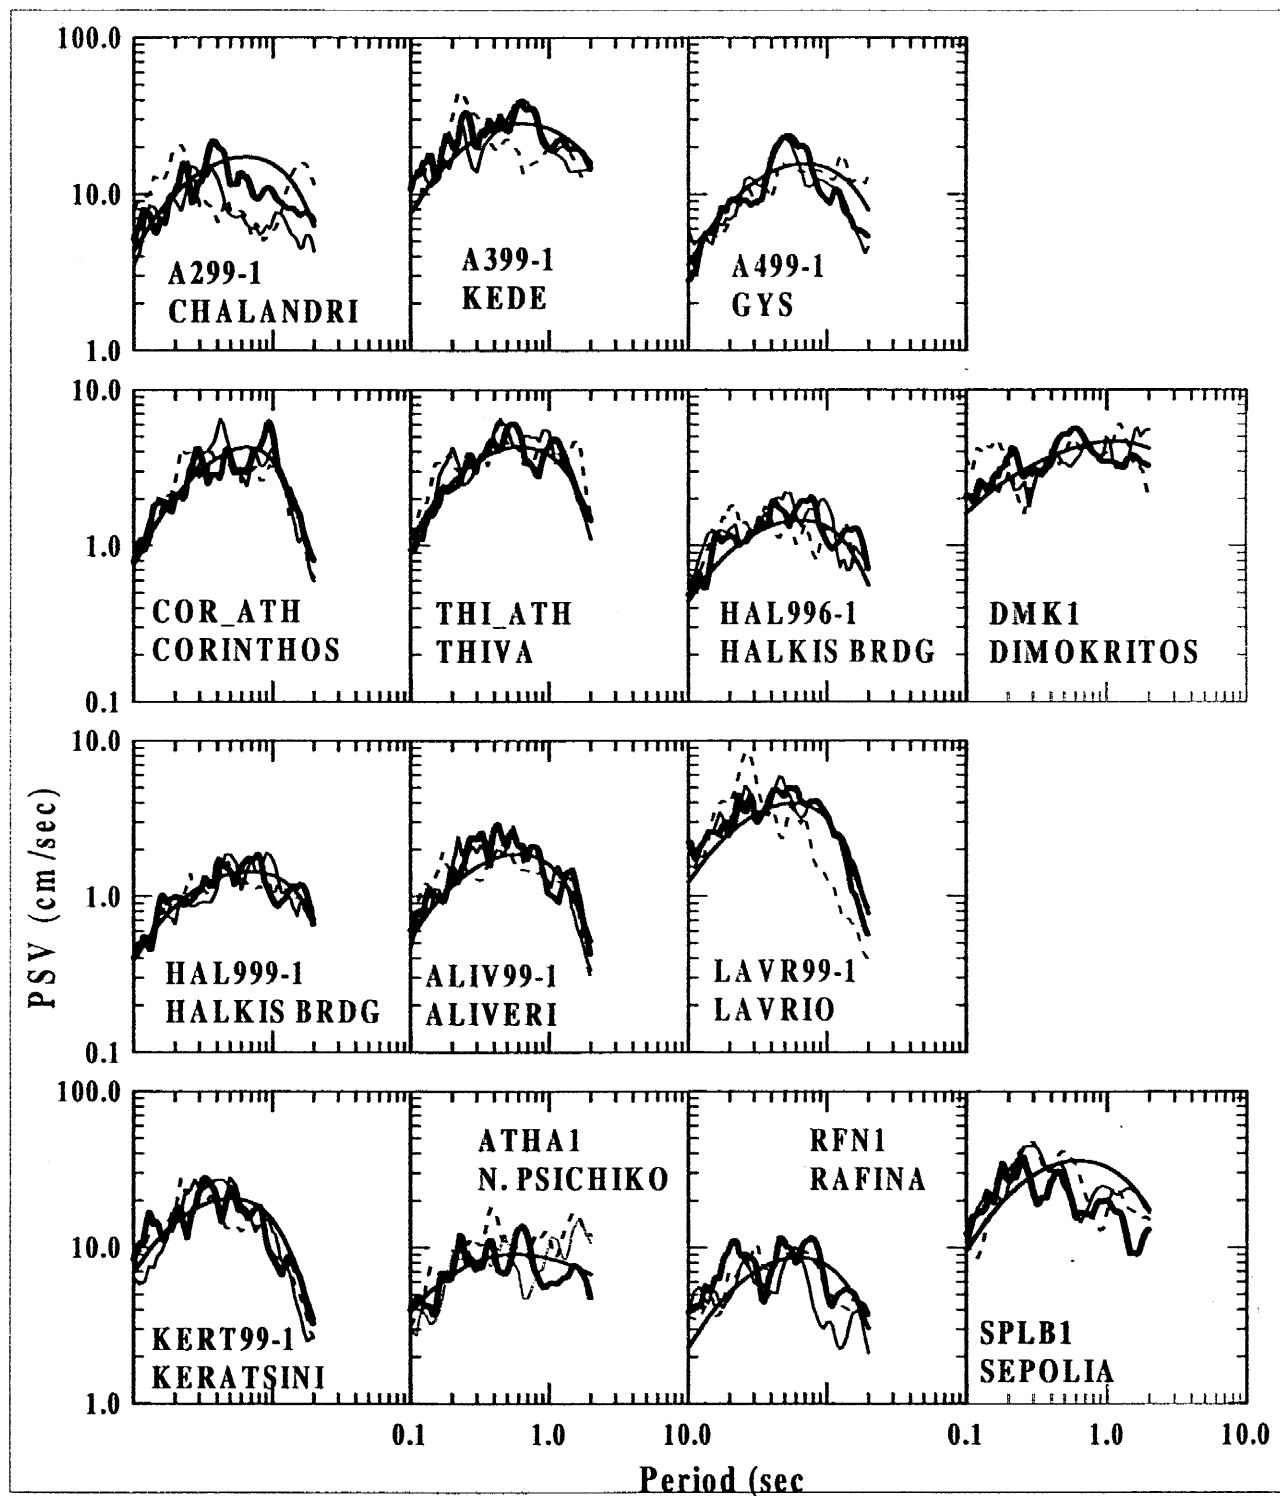 100.0
10.0
1.0
A299-1
CHALANDRI
A399-1
KEDE
A499-1
GYS
10.0
1.0
0.1
COR_ATH
CORINTHOS
THI_ATH
THIVA
HAL996-1
HALKIS BRDG
DMK1
DIMOKRITOS
PSV (cm/sec)
10.0
1.0
0.1
HAL999-1
HALKIS BRDG
ALIV99-1
ALIVERI
LAVR99-1
LAVRIO
100.0
10.0
1.0
KERT99-1
KERATSINI
ATHA1
N. PSICHIKO
RFN1
RAFINA
SPLB1
SEPOLIA
0.1 1.0 10.0 0.1 1.0 10.0
Period (sec